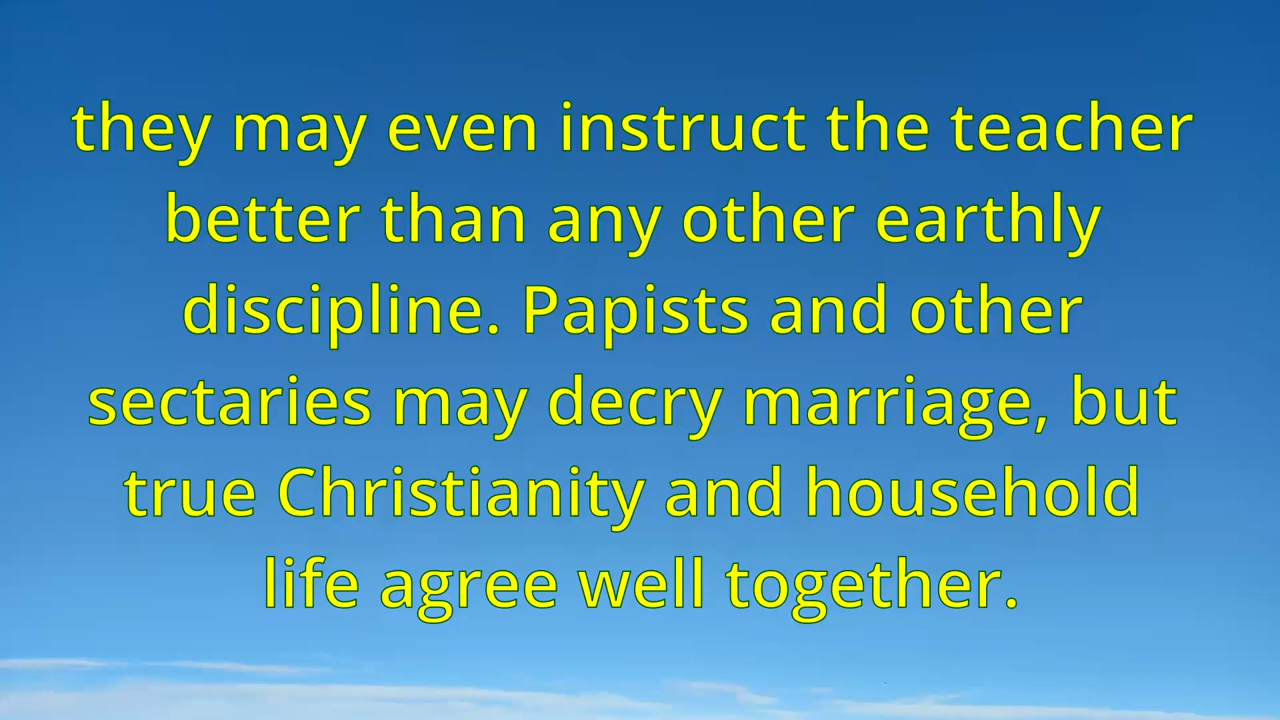 they may even instruct the teacher
better than any other earthly
discipline. Papists and other
sectaries may decry marriage, but
true Christianity and household
life agree well together.